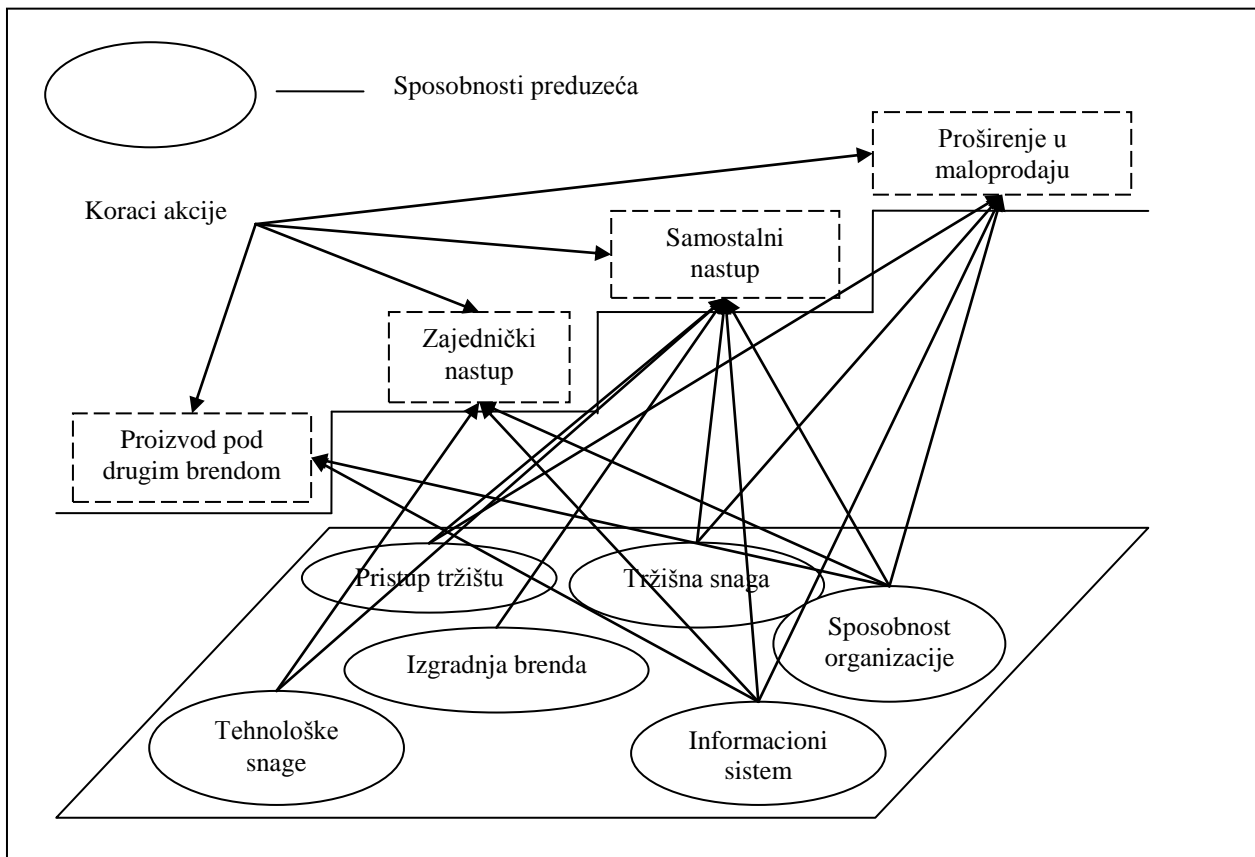 Sposobnosti preduzeća
Proširenje u
maloprodaju
Koraci akcije
Samostalni
nastup
Zajednički
nastup
Proizvod pod
drugim brendom
Pristup tržištu
Tržišna snaga
Sposobnost
organizacije
Izgradnja brenda
Tehnološke
snage
Informacioni
sistem